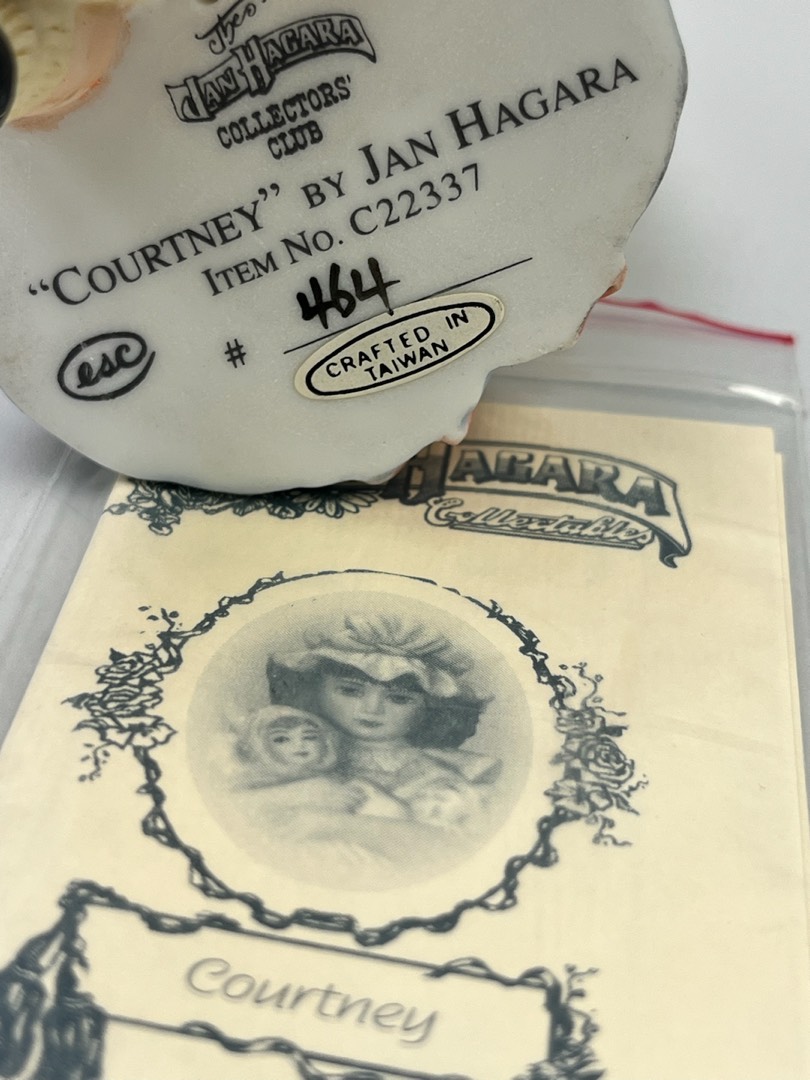 The
JAN HAGARA
COLLECTORS'
CLUB
"COURTNEY" BY JAN HAGARA
ITEM NO. C22337
esc
# 464
CRAFTED IN
TAIWAN
HAGARA
Collectables
Courtney